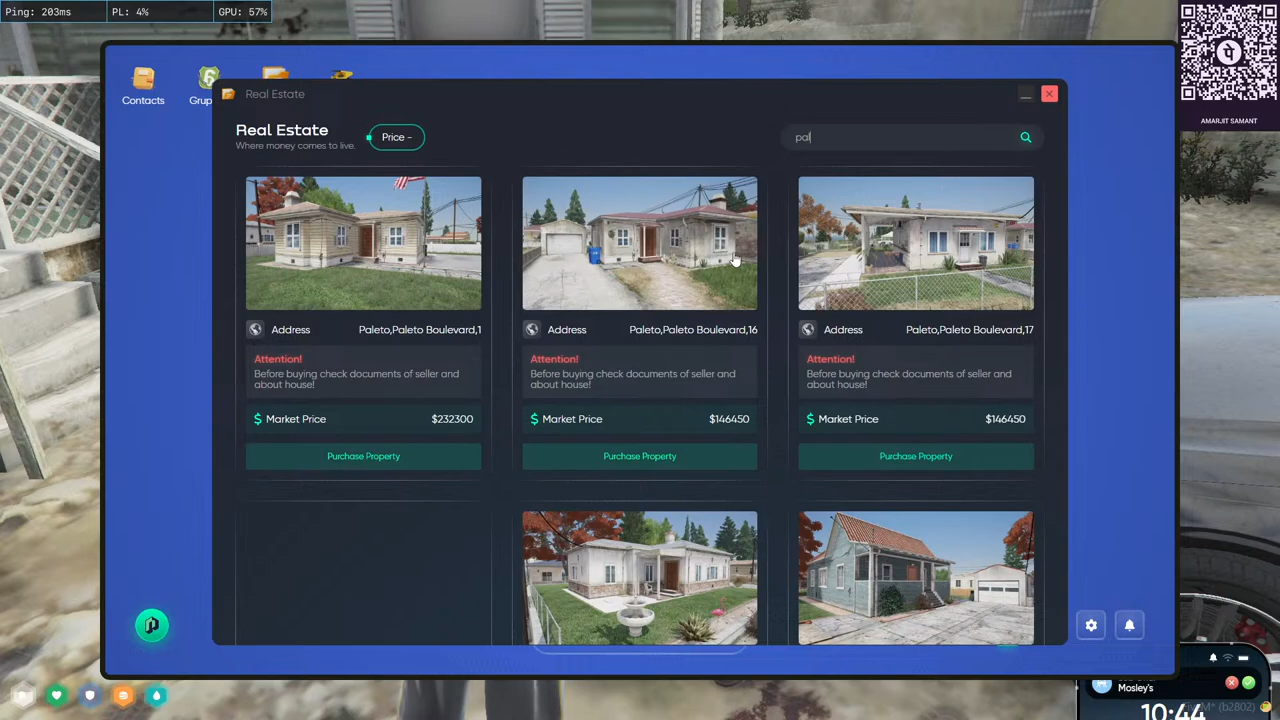 Ping: 203ms PL: 4% GPU: 57%
AMARJIT SAMANT
Contacts
Grup
Real Estate
Real Estate
Where money comes to live.
Price -
pal
Address Paleto,Paleto Boulevard,1
Attention!
Before buying check documents of seller and
about house!
$ Market Price $232300
Purchase Property
Address Paleto,Paleto Boulevard,16
Attention!
Before buying check documents of seller and
about house!
$ Market Price $146450
Purchase Property
Address Paleto,Paleto Boulevard,17
Attention!
Before buying check documents of seller and
about house!
$ Market Price $146450
Purchase Property
Mosley's
10:44
M* (b2802)